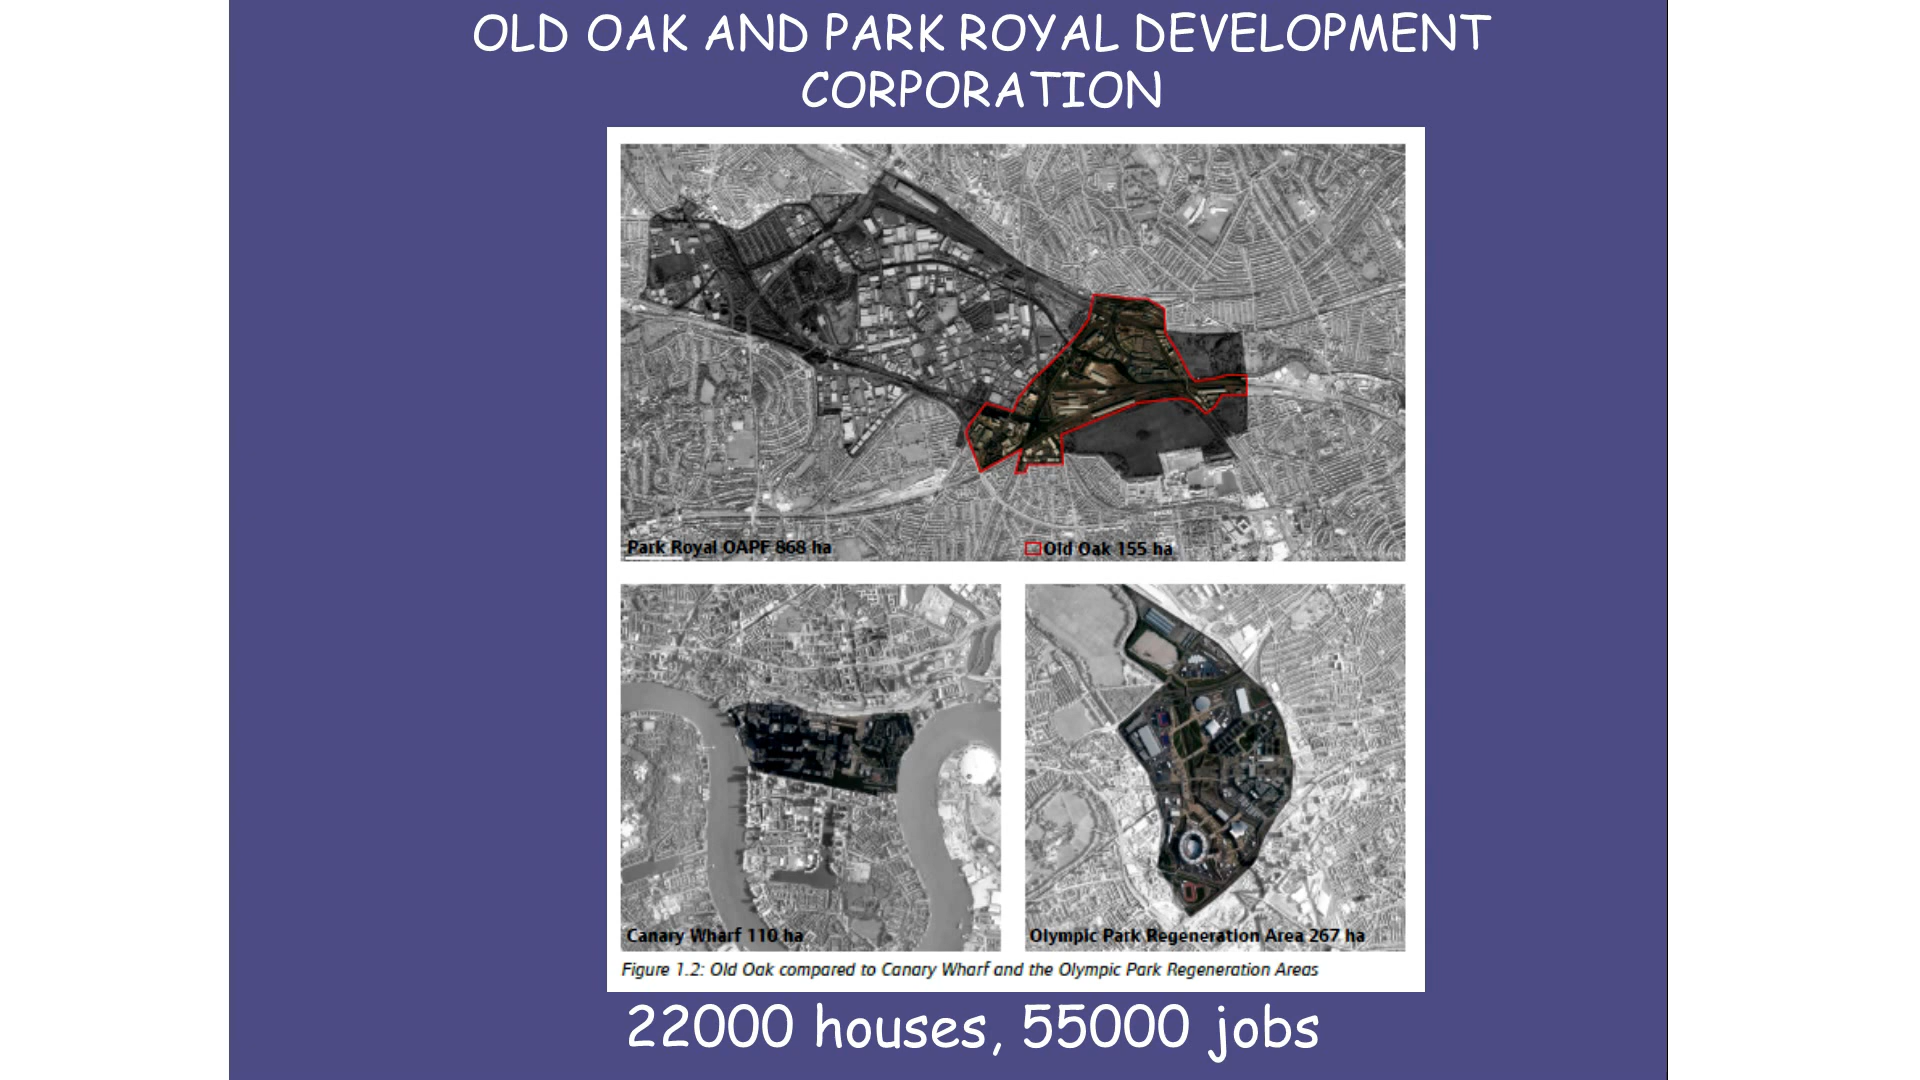 OLD OAK AND PARK ROYAL DEVELOPMENT
CORPORATION
Park Royal OAPF 868 ha
Old Oak 155 ha
Canary Wharf 110 ha
Olympic Park Regeneration Area 267 ha
Figure 1.2: Old Oak compared to Canary Wharf and the Olympic Park Regeneration Areas
22000 houses, 55000 jobs